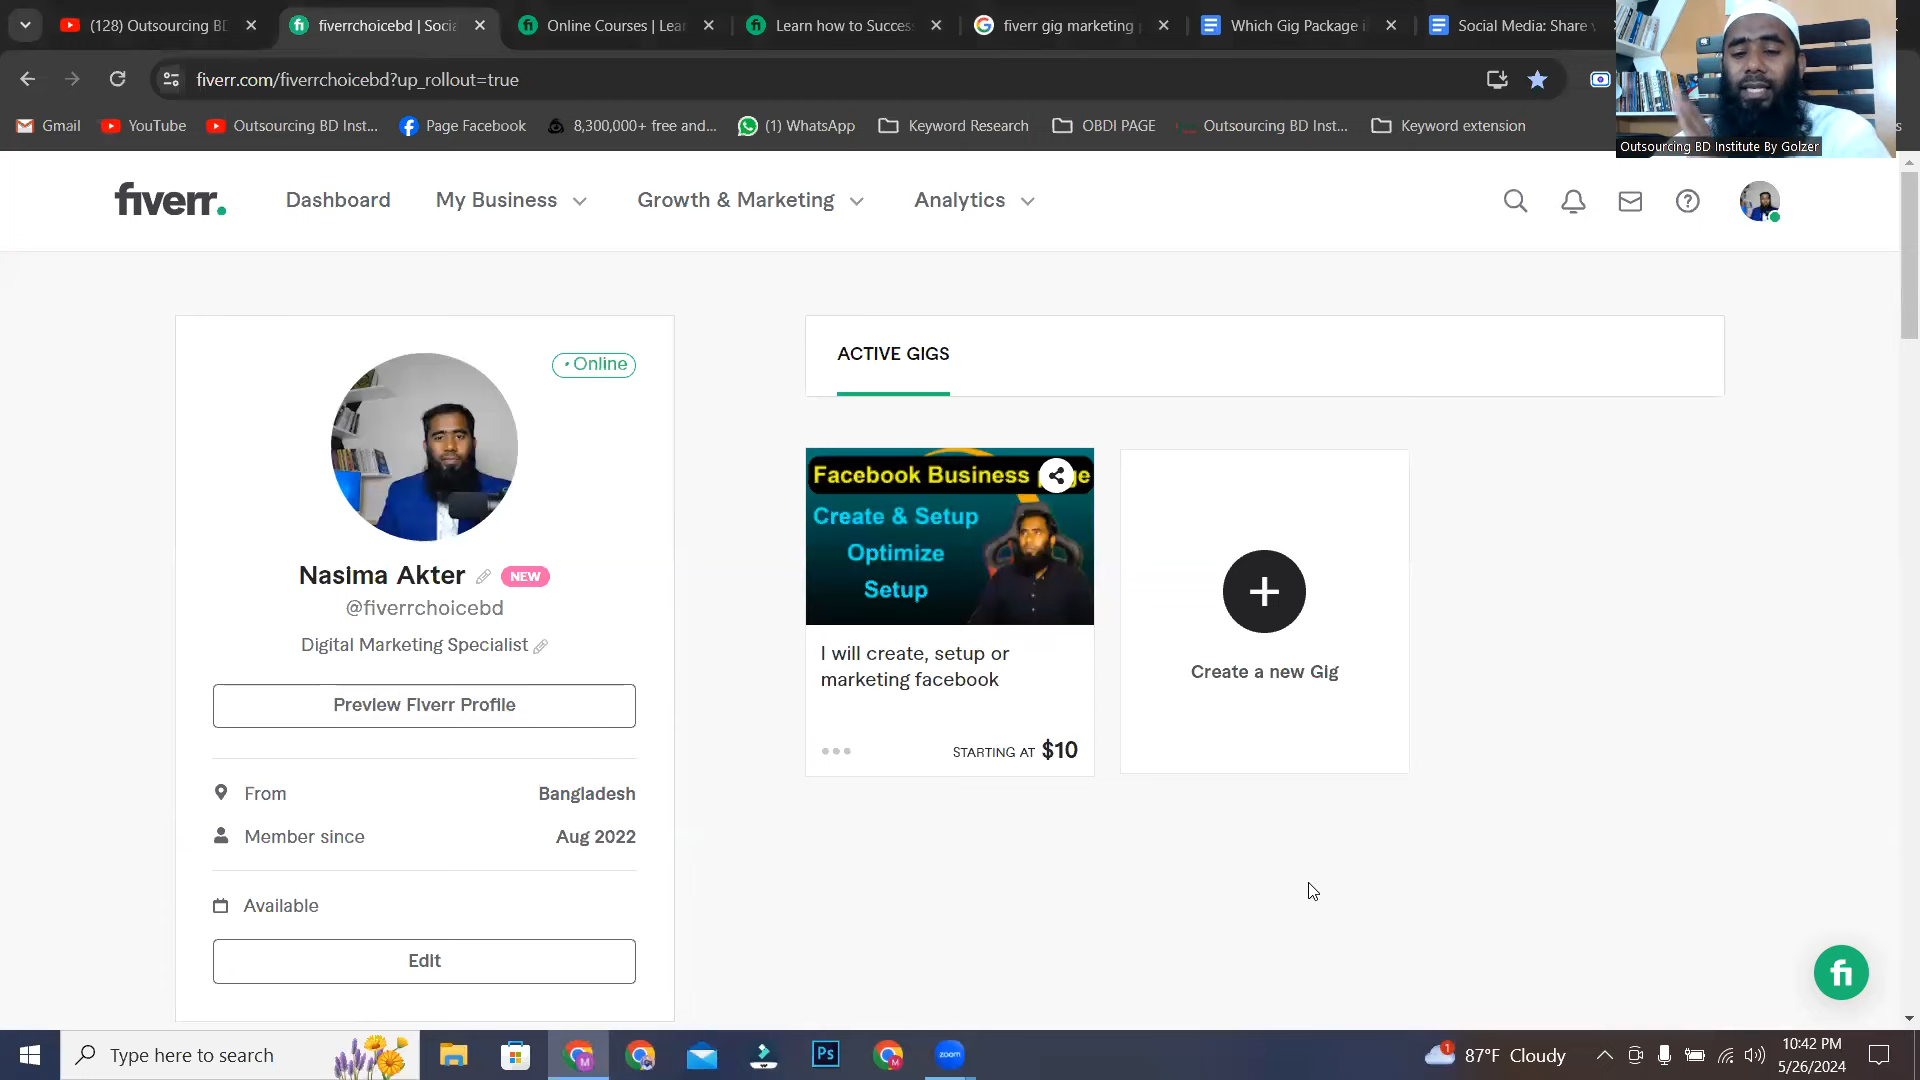 (128) Outsourcing BD
fiverrchoicebd | Socia
Online Courses | Lear
Learn how to Success
fiverr gig marketing
Which Gig Package i
Social Media: Share
fiverr.com/fiverrchoicebd?up_rollout=true
Gmail
YouTube
Outsourcing BD Inst...
Page Facebook
8,300,000+ free and...
(1) WhatsApp
Keyword Research
OBDI PAGE
Outsourcing BD Inst...
Keyword extension
Outsourcing BD Institute By Golzer
fiverr.
Dashboard
My Business
Growth & Marketing
Analytics
Online
Nasima Akter
NEW
@fiverrchoicebd
Digital Marketing Specialist
Preview Fiverr Profile
From
Bangladesh
Member since
Aug 2022
Available
Edit
ACTIVE GIGS
Facebook Business
Create & Setup
Optimize
Setup
I will create, setup or
marketing facebook
STARTING AT $10
Create a new Gig
fi
Type here to search
Ps
zoom
1
87°F Cloudy
10:42 PM
5/26/2024